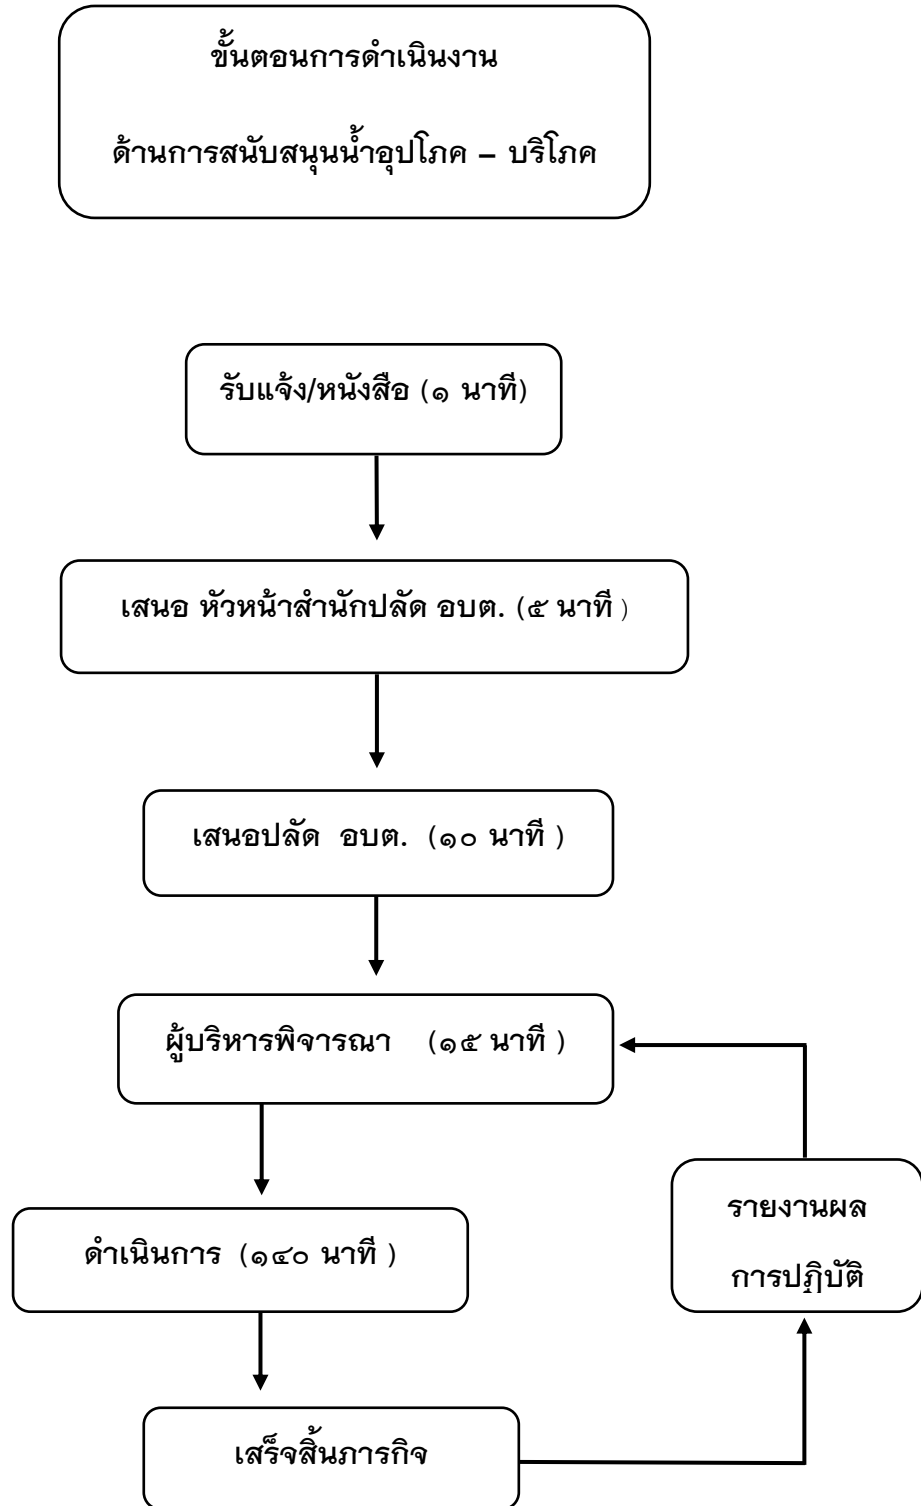 ขั้นตอนการดำเนินงาน
ด้านการสนับสนุนน้ำอุปโภค – บริโภค
รับแจ้ง/หนังสือ (๑ นาที)
เสนอ หัวหน้าสำนักปลัด อบต. (๕ นาที )
เสนอปลัด อบต. (๑๐ นาที )
ผู้บริหารพิจารณา (๑๕ นาที )
ดำเนินการ (๑๔๐ นาที )
รายงานผล
การปฏิบัติ
เสร็จสิ้นภารกิจ